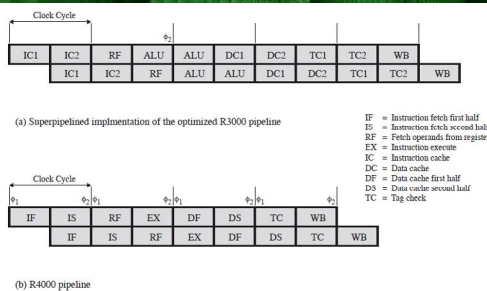 Clock Cycle
ϕ2
IC1 IC2 RF ALU ALU DC1 DC2 TC1 TC2 WB
IC1 IC2 RF ALU ALU DC1 DC2 TC1 TC2 WB
(a) Superpipelined implmentation of the optimized R3000 pipeline
IF = Instruction fetch first half
IS = Instruction fetch second half
RF = Fetch operands from register
EX = Instruction execute
IC = Instruction cache
DC = Data cache
DF = Data cache first half
DS = Data cache second half
TC = Tag check
Clock Cycle
ϕ1 ϕ2 ϕ1 ϕ2 ϕ1 ϕ2 ϕ1 ϕ2
IF IS RF EX DF DS TC WB
IF IS RF EX DF DS TC WB
(b) R4000 pipeline